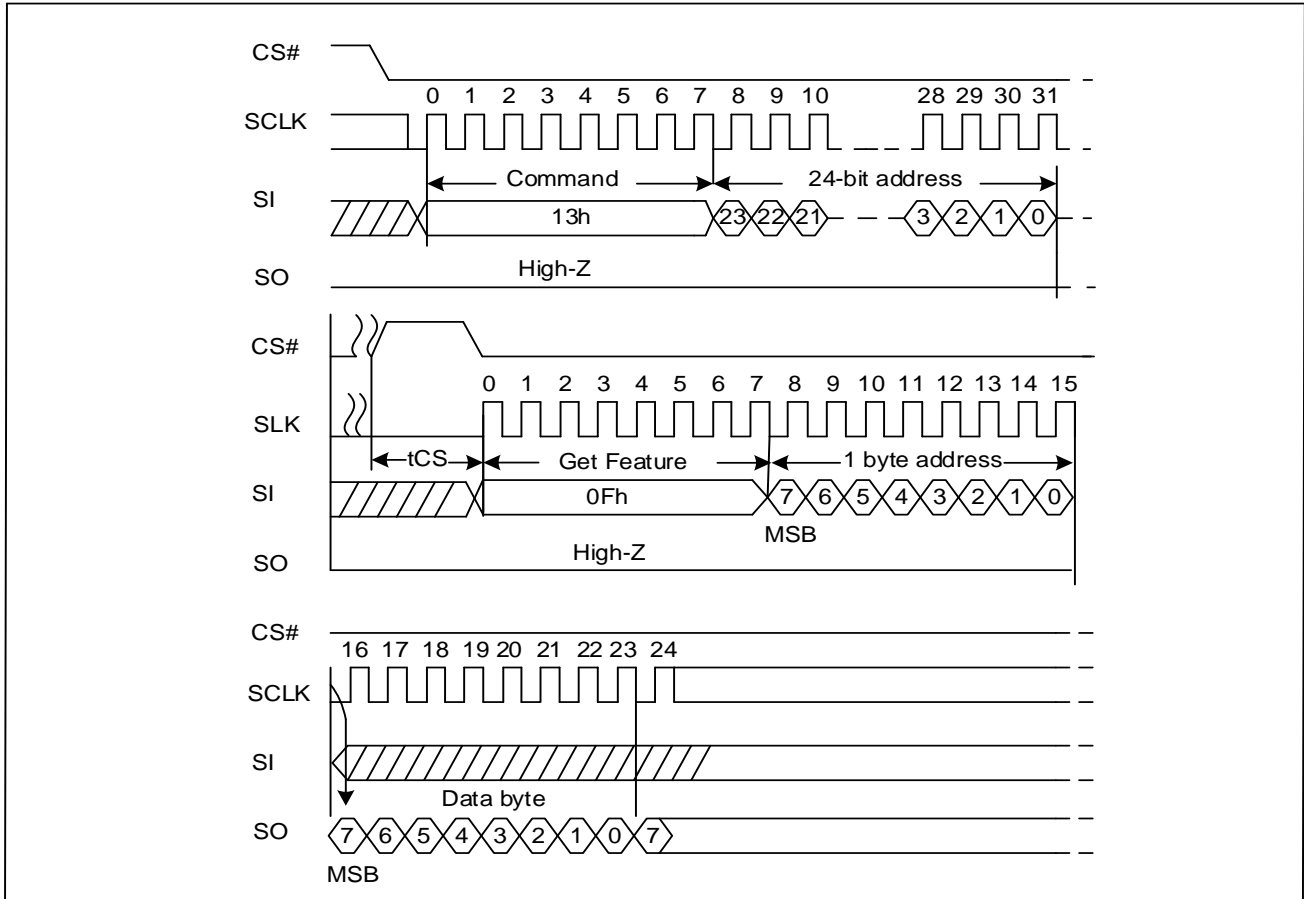 CS#
0 1 2 3 4 5 6 7 8 9 10 28 29 30 31
SCLK
Command 24-bit address
SI
13h 23 22 21 3 2 1 0
High-Z
SO
CS#
0 1 2 3 4 5 6 7 8 9 10 11 12 13 14 15
SLK
tCS Get Feature 1 byte address
SI
0Fh 7 6 5 4 3 2 1 0
MSB
High-Z
SO
CS#
16 17 18 19 20 21 22 23 24
SCLK
SI
Data byte
SO 7 6 5 4 3 2 1 0 7
MSB